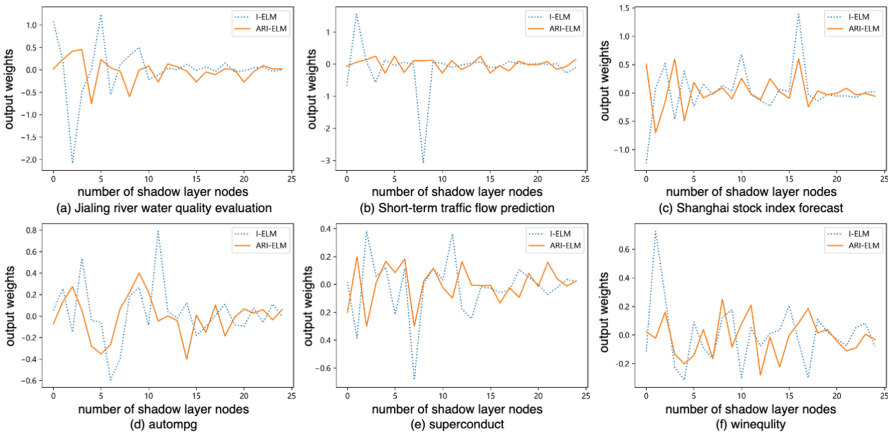 1.0
0.5
0.0
−0.5
−1.0
−1.5
−2.0
output weights
I-ELM
ARI-ELM
0 5 10 15 20 25
number of shadow layer nodes
(a) Jialing river water quality evaluation
1
0
−1
−2
−3
output weights
I-ELM
ARI-ELM
0 5 10 15 20 25
number of shadow layer nodes
(b) Short-term traffic flow prediction
1.5
1.0
0.5
0.0
−0.5
−1.0
output weights
I-ELM
ARI-ELM
0 5 10 15 20 25
number of shadow layer nodes
(c) Shanghai stock index forecast
0.8
0.6
0.4
0.2
0.0
−0.2
−0.4
−0.6
output weights
I-ELM
ARI-ELM
0 5 10 15 20 25
number of shadow layer nodes
(d) autompg
0.4
0.2
0.0
−0.2
−0.4
−0.6
output weights
I-ELM
ARI-ELM
0 5 10 15 20 25
number of shadow layer nodes
(e) superconduct
0.6
0.4
0.2
0.0
−0.2
output weights
I-ELM
ARI-ELM
0 5 10 15 20 25
number of shadow layer nodes
(f) winequlity